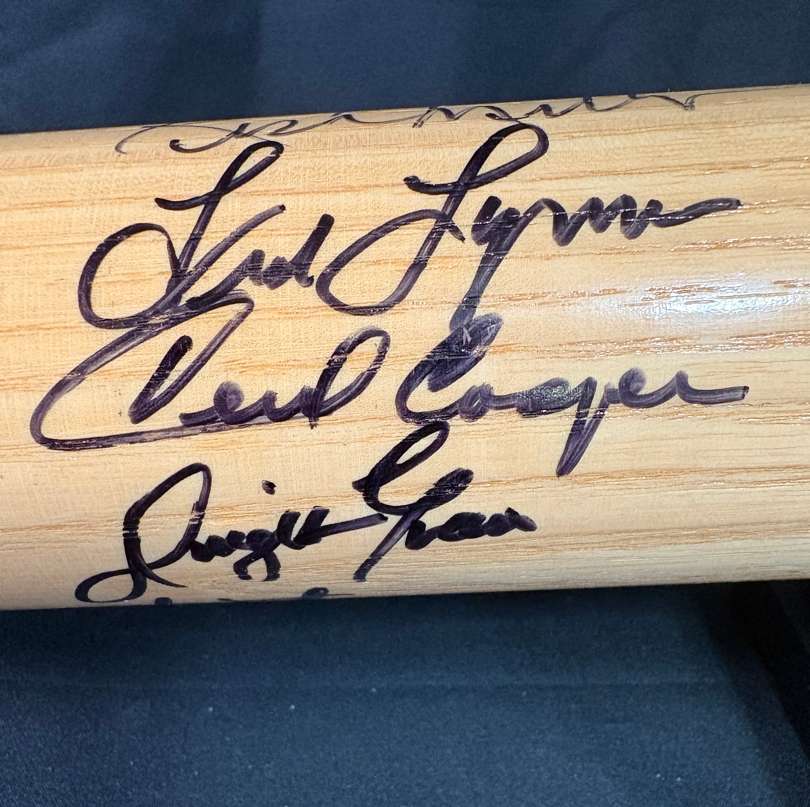 Fred Lynn
Cecil Cooper
Dwight Evans